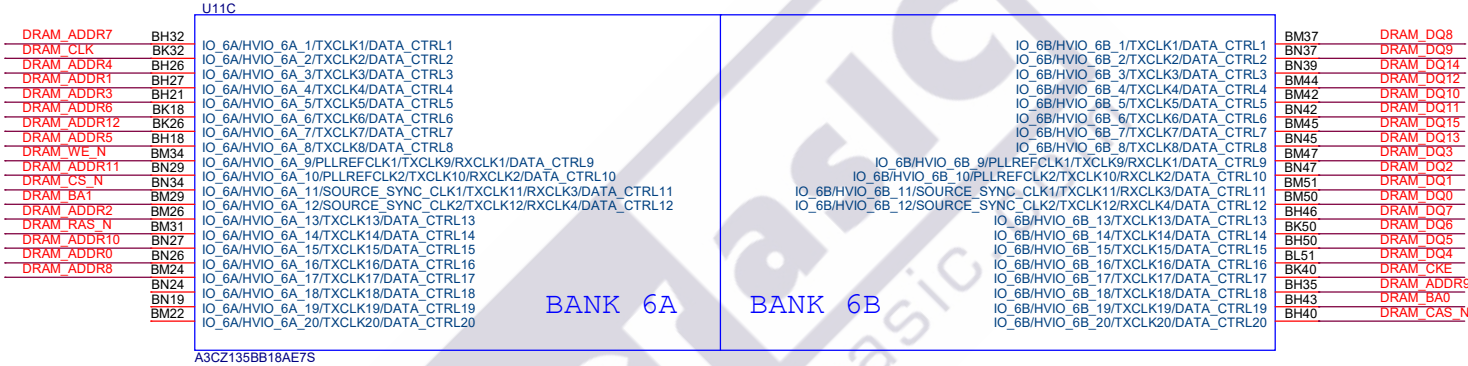 U11C
DRAM_ADDR7 BH32 IO_6A/HVIO_6A_1/TXCLK1/DATA_CTRL1 IO_6B/HVIO_6B_1/TXCLK1/DATA_CTRL1 BM37 DRAM_DQ8
DRAM_CLK BK32 IO_6A/HVIO_6A_2/TXCLK2/DATA_CTRL2 IO_6B/HVIO_6B_2/TXCLK2/DATA_CTRL2 BN37 DRAM_DQ9
DRAM_ADDR4 BH26 IO_6A/HVIO_6A_3/TXCLK3/DATA_CTRL3 IO_6B/HVIO_6B_3/TXCLK3/DATA_CTRL3 BN39 DRAM_DQ14
DRAM_ADDR1 BH27 IO_6A/HVIO_6A_4/TXCLK4/DATA_CTRL4 IO_6B/HVIO_6B_4/TXCLK4/DATA_CTRL4 BM44 DRAM_DQ12
DRAM_ADDR3 BH21 IO_6A/HVIO_6A_5/TXCLK5/DATA_CTRL5 IO_6B/HVIO_6B_5/TXCLK5/DATA_CTRL5 BM42 DRAM_DQ10
DRAM_ADDR6 BK18 IO_6A/HVIO_6A_6/TXCLK6/DATA_CTRL6 IO_6B/HVIO_6B_6/TXCLK6/DATA_CTRL6 BN42 DRAM_DQ11
DRAM_ADDR12 BK26 IO_6A/HVIO_6A_7/TXCLK7/DATA_CTRL7 IO_6B/HVIO_6B_7/TXCLK7/DATA_CTRL7 BM45 DRAM_DQ15
DRAM_ADDR5 BH18 IO_6A/HVIO_6A_8/TXCLK8/DATA_CTRL8 IO_6B/HVIO_6B_8/TXCLK8/DATA_CTRL8 BN45 DRAM_DQ13
DRAM_WE_N BM34 IO_6A/HVIO_6A_9/PLLREFCLK1/TXCLK9/RXCLK1/DATA_CTRL9 IO_6B/HVIO_6B_9/PLLREFCLK1/TXCLK9/RXCLK1/DATA_CTRL9 BM47 DRAM_DQ3
DRAM_ADDR11 BN29 IO_6A/HVIO_6A_10/PLLREFCLK2/TXCLK10/RXCLK2/DATA_CTRL10 IO_6B/HVIO_6B_10/PLLREFCLK2/TXCLK10/RXCLK2/DATA_CTRL10 BN47 DRAM_DQ2
DRAM_CS_N BN34 IO_6A/HVIO_6A_11/SOURCE_SYNC_CLK1/TXCLK11/RXCLK3/DATA_CTRL11 IO_6B/HVIO_6B_11/SOURCE_SYNC_CLK1/TXCLK11/RXCLK3/DATA_CTRL11 BM51 DRAM_DQ1
DRAM_BA1 BM29 IO_6A/HVIO_6A_12/SOURCE_SYNC_CLK2/TXCLK12/RXCLK4/DATA_CTRL12 IO_6B/HVIO_6B_12/SOURCE_SYNC_CLK2/TXCLK12/RXCLK4/DATA_CTRL12 BM50 DRAM_DQ0
DRAM_ADDR2 BM26 IO_6A/HVIO_6A_13/TXCLK13/DATA_CTRL13 IO_6B/HVIO_6B_13/TXCLK13/DATA_CTRL13 BH46 DRAM_DQ7
DRAM_RAS_N BM31 IO_6A/HVIO_6A_14/TXCLK14/DATA_CTRL14 IO_6B/HVIO_6B_14/TXCLK14/DATA_CTRL14 BK50 DRAM_DQ6
DRAM_ADDR10 BN27 IO_6A/HVIO_6A_15/TXCLK15/DATA_CTRL15 IO_6B/HVIO_6B_15/TXCLK15/DATA_CTRL15 BH50 DRAM_DQ5
DRAM_ADDR0 BN26 IO_6A/HVIO_6A_16/TXCLK16/DATA_CTRL16 IO_6B/HVIO_6B_16/TXCLK16/DATA_CTRL16 BL51 DRAM_DQ4
DRAM_ADDR8 BM24 IO_6A/HVIO_6A_17/TXCLK17/DATA_CTRL17 IO_6B/HVIO_6B_17/TXCLK17/DATA_CTRL17 BK40 DRAM_CKE
BN24 IO_6A/HVIO_6A_18/TXCLK18/DATA_CTRL18 IO_6B/HVIO_6B_18/TXCLK18/DATA_CTRL18 BH35 DRAM_ADDR9
BN19 IO_6A/HVIO_6A_19/TXCLK19/DATA_CTRL19 BANK 6A BANK 6B IO_6B/HVIO_6B_19/TXCLK19/DATA_CTRL19 BH43 DRAM_BA0
BM22 IO_6A/HVIO_6A_20/TXCLK20/DATA_CTRL20 IO_6B/HVIO_6B_20/TXCLK20/DATA_CTRL20 BH40 DRAM_CAS_N
A3CZ135BB18AE7S
asic
asic.com